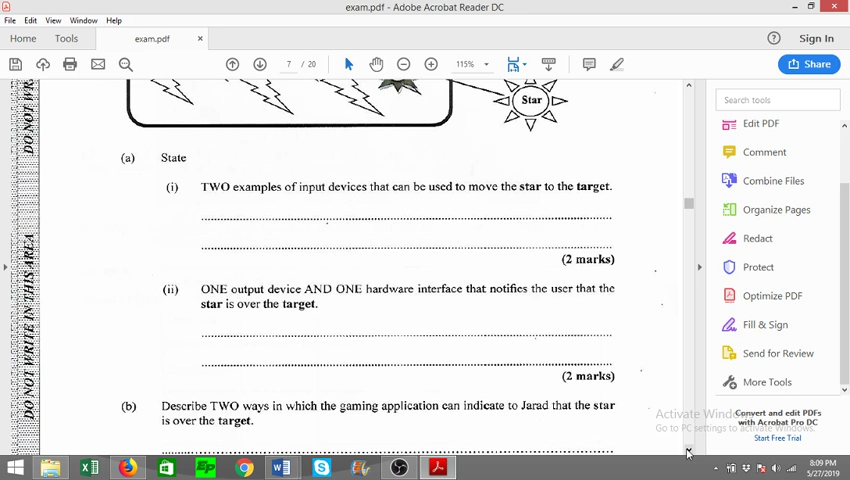 exam.pdf - Adobe Acrobat Reader DC
File Edit View Window Help
Home Tools exam.pdf × ? Sign In
7 / 20 115% Share
DO NOT WR
Star
Search tools
Edit PDF
(a) State
Comment
(i) TWO examples of input devices that can be used to move the star to the target.
Combine Files
Organize Pages
Redact
(2 marks)
Protect
(ii) ONE output device AND ONE hardware interface that notifies the user that the
star is over the target.
Optimize PDF
DO NOT WRITE IN THIS AREA
Fill & Sign
Send for Review
(2 marks)
More Tools
(b) Describe TWO ways in which the gaming application can indicate to Jarad that the star
is over the target.
Activate Windows
Go to PC settings to activate Windows.
Convert and edit PDFs
with Acrobat Pro DC
Start Free Trial
Ep
8:09 PM
5/27/2019